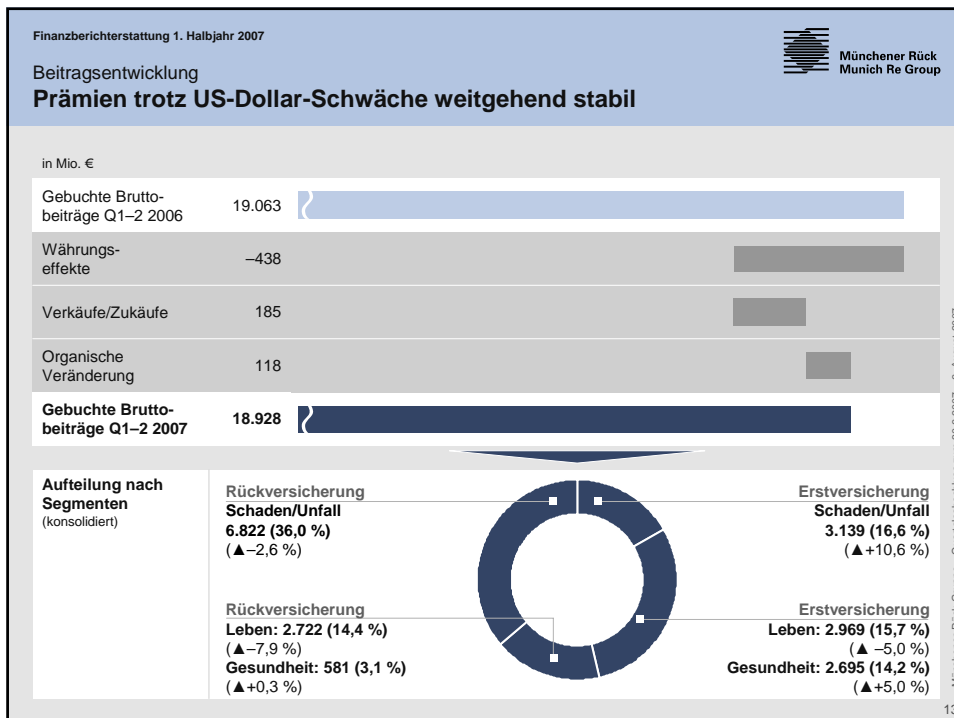 Finanzberichterstattung 1. Halbjahr 2007
Münchener Rück
Munich Re Group
Beitragsentwicklung
Prämien trotz US-Dollar-Schwäche weitgehend stabil
in Mio. €
Gebuchte Brutto-
beiträge Q1–2 2006
19.063
Währungs-
effekte
–438
Verkäufe/Zukäufe
185
Organische
Veränderung
118
Gebuchte Brutto-
beiträge Q1–2 2007
18.928
Aufteilung nach
Segmenten
(konsolidiert)
Rückversicherung
Schaden/Unfall
6.822 (36,0 %)
(▲–2,6 %)
Erstversicherung
Schaden/Unfall
3.139 (16,6 %)
(▲+10,6 %)
Rückversicherung
Leben: 2.722 (14,4 %)
(▲–7,9 %)
Gesundheit: 581 (3,1 %)
(▲+0,3 %)
Erstversicherung
Leben: 2.969 (15,7 %)
(▲ –5,0 %)
Gesundheit: 2.695 (14,2 %)
(▲+5,0 %)
13